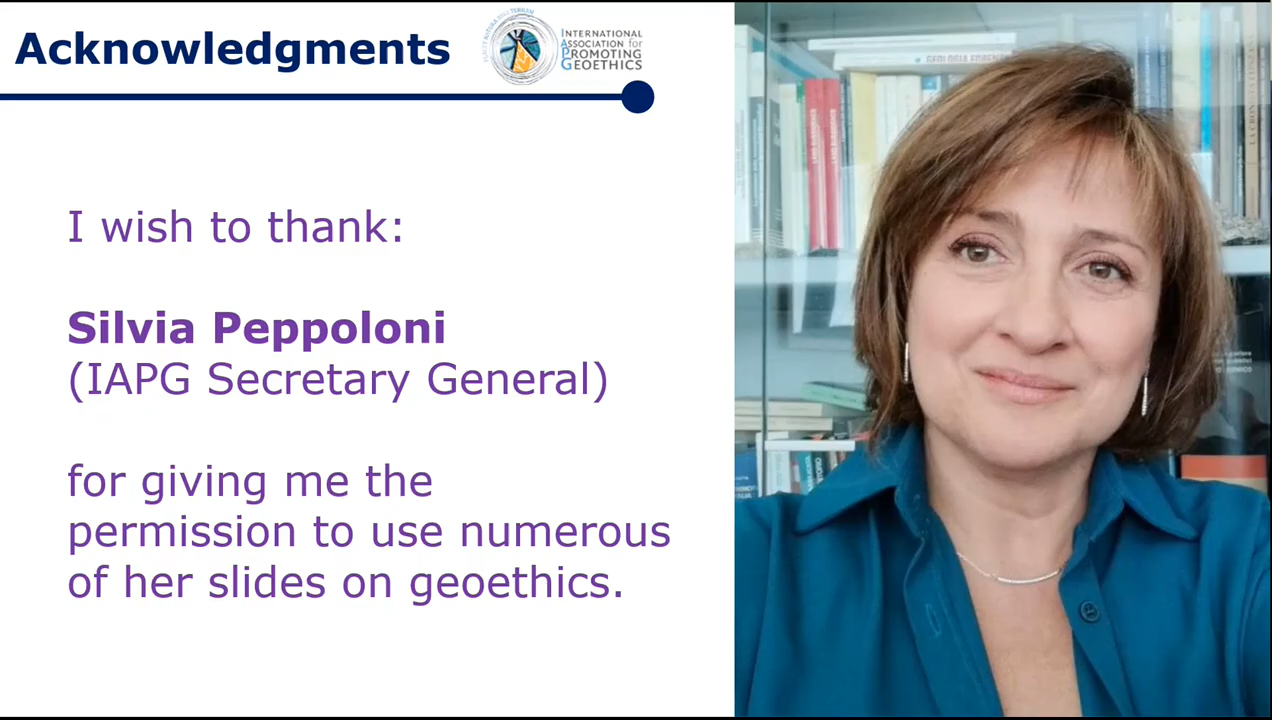 Acknowledgments
INTERNATIONAL
ASSOCIATION for
PROMOTING
GEOETHICS
I wish to thank:
Silvia Peppoloni
(IAPG Secretary General)
for giving me the
permission to use numerous
of her slides on geoethics.